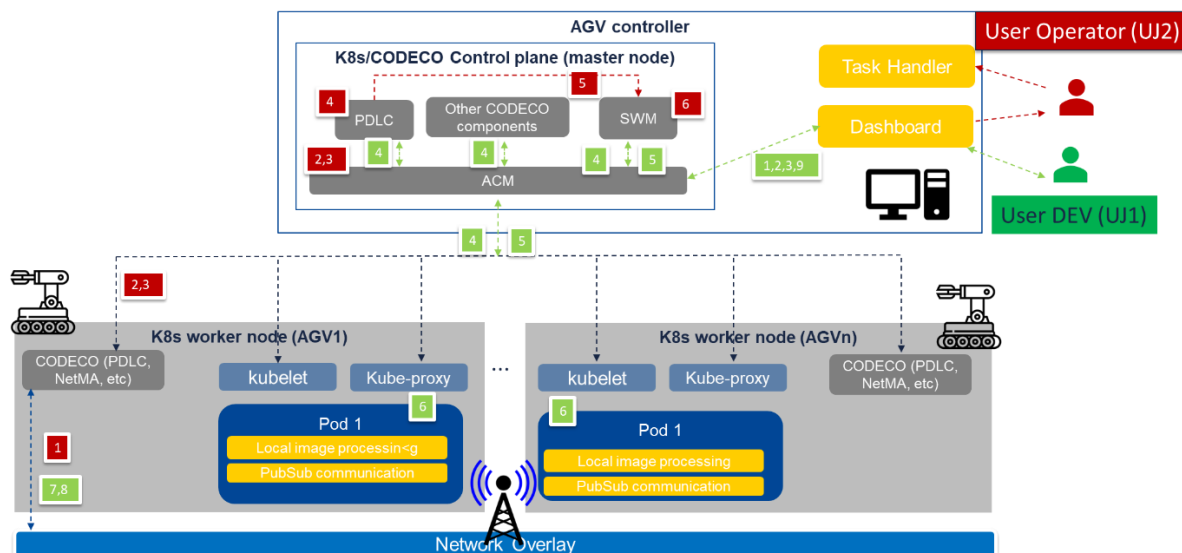 AGV controller
User Operator (UJ2)
K8s/CODECO Control plane (master node)
Task Handler
5
4
6
PDLC
Other CODECO
components
SWM
Dashboard
4
4
4
5
2,3
1,2,3,9
ACM
User DEV (UJ1)
4
5
2,3
K8s worker node (AGV1)
K8s worker node (AGVn)
CODECO (PDLC,
NetMA, etc)
kubelet
Kube-proxy
...
kubelet
Kube-proxy
CODECO (PDLC,
NetMA, etc)
6
6
Pod 1
Pod 1
1
Local image processin<g
Local image processing
PubSub communication
PubSub communication
7,8
Network Overlay